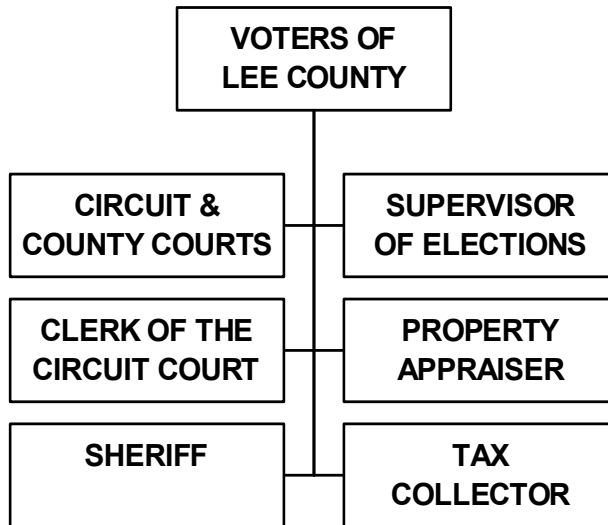 VOTERS OF
LEE COUNTY
CIRCUIT &
COUNTY COURTS
SUPERVISOR
OF ELECTIONS
CLERK OF THE
CIRCUIT COURT
PROPERTY
APPRAISER
SHERIFF
TAX
COLLECTOR